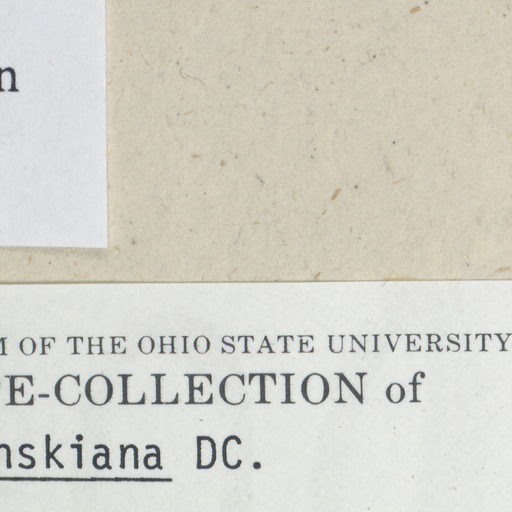 n
M OF THE OHIO STATE UNIVERSITY
E-COLLECTION of
nskiana DC.